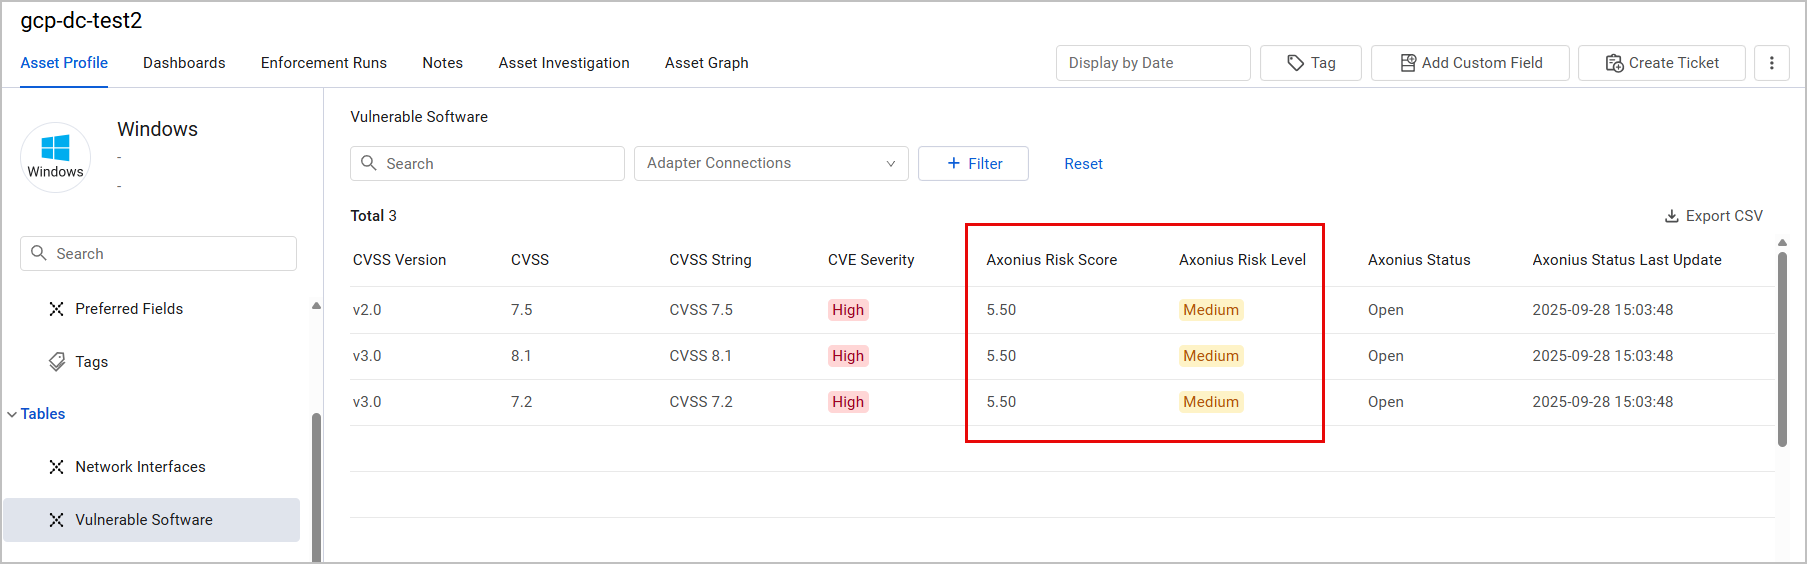 gcp-dc-test2
Asset Profile Dashboards Enforcement Runs Notes Asset Investigation Asset Graph Display by Date Tag Add Custom Field Create Ticket
Windows
-
-
Windows
Search
Preferred Fields
Tags
Tables
Network Interfaces
Vulnerable Software
Vulnerable Software
Search Adapter Connections + Filter Reset
Total 3 Export CSV
CVSS Version CVSS CVSS String CVE Severity Axonius Risk Score Axonius Risk Level Axonius Status Axonius Status Last Update
v2.0 7.5 CVSS 7.5 High 5.50 Medium Open 2025-09-28 15:03:48
v3.0 8.1 CVSS 8.1 High 5.50 Medium Open 2025-09-28 15:03:48
v3.0 7.2 CVSS 7.2 High 5.50 Medium Open 2025-09-28 15:03:48